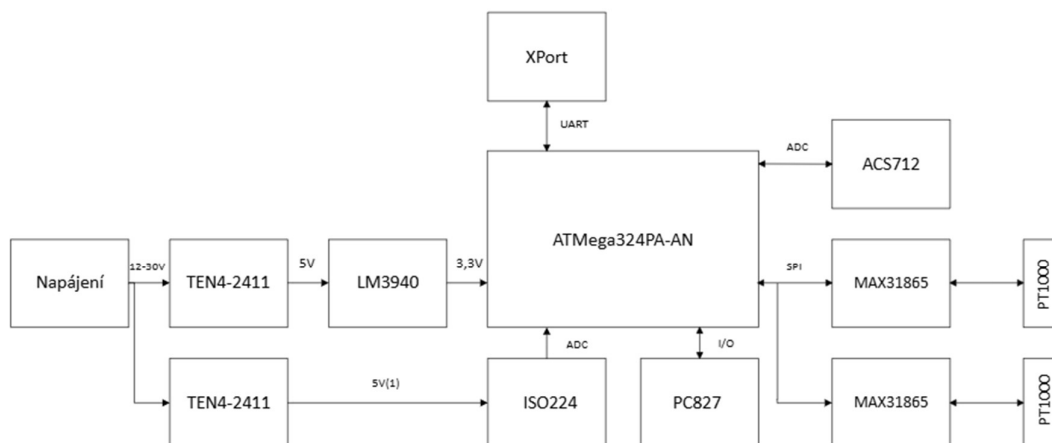 XPort
UART
ADC
ACS712
ATMega324PA-AN
Napájení
12-30V
TEN4-2411
5V
LM3940
3,3V
SPI
MAX31865
PT1000
ADC
I/O
TEN4-2411
5V(1)
ISO224
PC827
MAX31865
PT1000